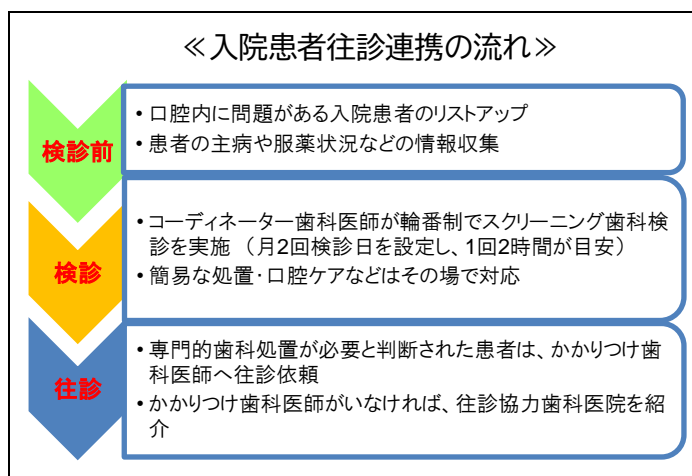 ≪入院患者往診連携の流れ≫
検診前
・口腔内に問題がある入院患者のリストアップ
・患者の主病や服薬状況などの情報収集
検診
・コーディネーター歯科医師が輪番制でスクリーニング歯科検
診を実施 （月2回検診日を設定し、1回2時間が目安）
・簡易な処置・口腔ケアなどはその場で対応
往診
・専門的歯科処置が必要と判断された患者は、かかりつけ歯
科医師へ往診依頼
・かかりつけ歯科医師がいなければ、往診協力歯科医院を紹
介